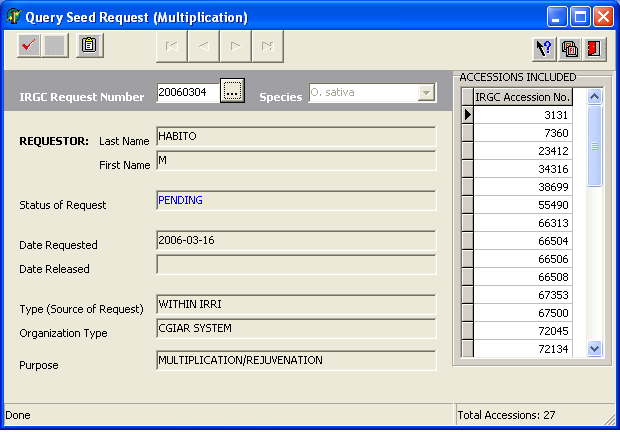 Query Seed Request (Multiplication)
IRGC Request Number 20060304 ... Species O. sativa
REQUESTOR: Last Name HABITO
First Name M
Status of Request PENDING
Date Requested 2006-03-16
Date Released
Type (Source of Request) WITHIN IRRI
Organization Type CGIAR SYSTEM
Purpose MULTIPLICATION/REJUVENATION
ACCESSIONS INCLUDED
IRGC Accession No.
3131
7360
23412
34316
38699
55490
66313
66504
66506
66508
67353
67500
72045
72134
Done
Total Accessions: 27